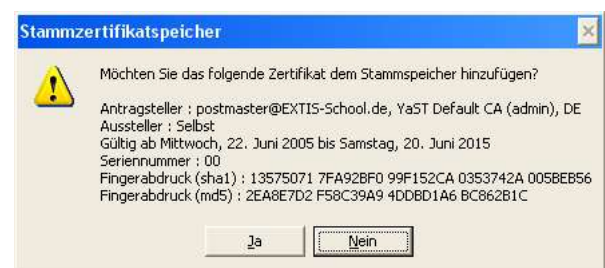 Stammzertifikatspeicher
Möchten Sie das folgende Zertifikat dem Stammspeicher hinzufügen?
Antragsteller : postmaster@EXTIS-School.de, YaST Default CA (admin), DE
Aussteller : Selbst
Gültig ab Mittwoch, 22. Juni 2005 bis Samstag, 20. Juni 2015
Seriennummer : 00
Fingerabdruck (sha1) : 13575071 7FA92BF0 99F152CA 0353742A 005BEB56
Fingerabdruck (md5) : 2EA8E7D2 F58C39A9 4DDBD1A6 BC862B1C
Ja Nein